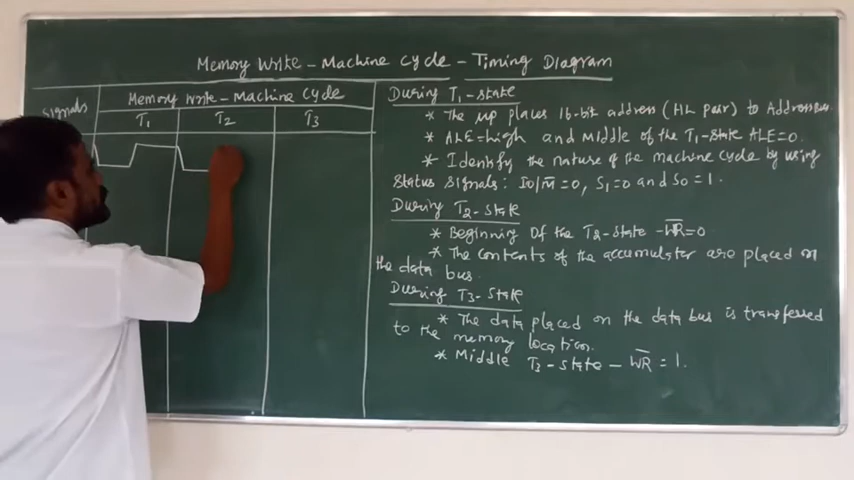 Memory Write - Machine Cycle - Timing Diagram
Signals
Memory Write - Machine Cycle
T1 T2 T3
During T1-state
* The μp places 16-bit address (HL pair) to Address Bus
* ALE=high and Middle of the T1-state ALE=0.
* Identify the nature of the machine cycle by using
Status Signals: IO/M̅=0, S1=0 and S0=1.
During T2-state
* Beginning of the T2-state - W̅R̅=0
* The contents of the accumulator are placed on
the data bus.
During T3-state
* The data placed on the data bus is transferred
to the memory location.
* Middle T3-state - W̅R̅ = 1.